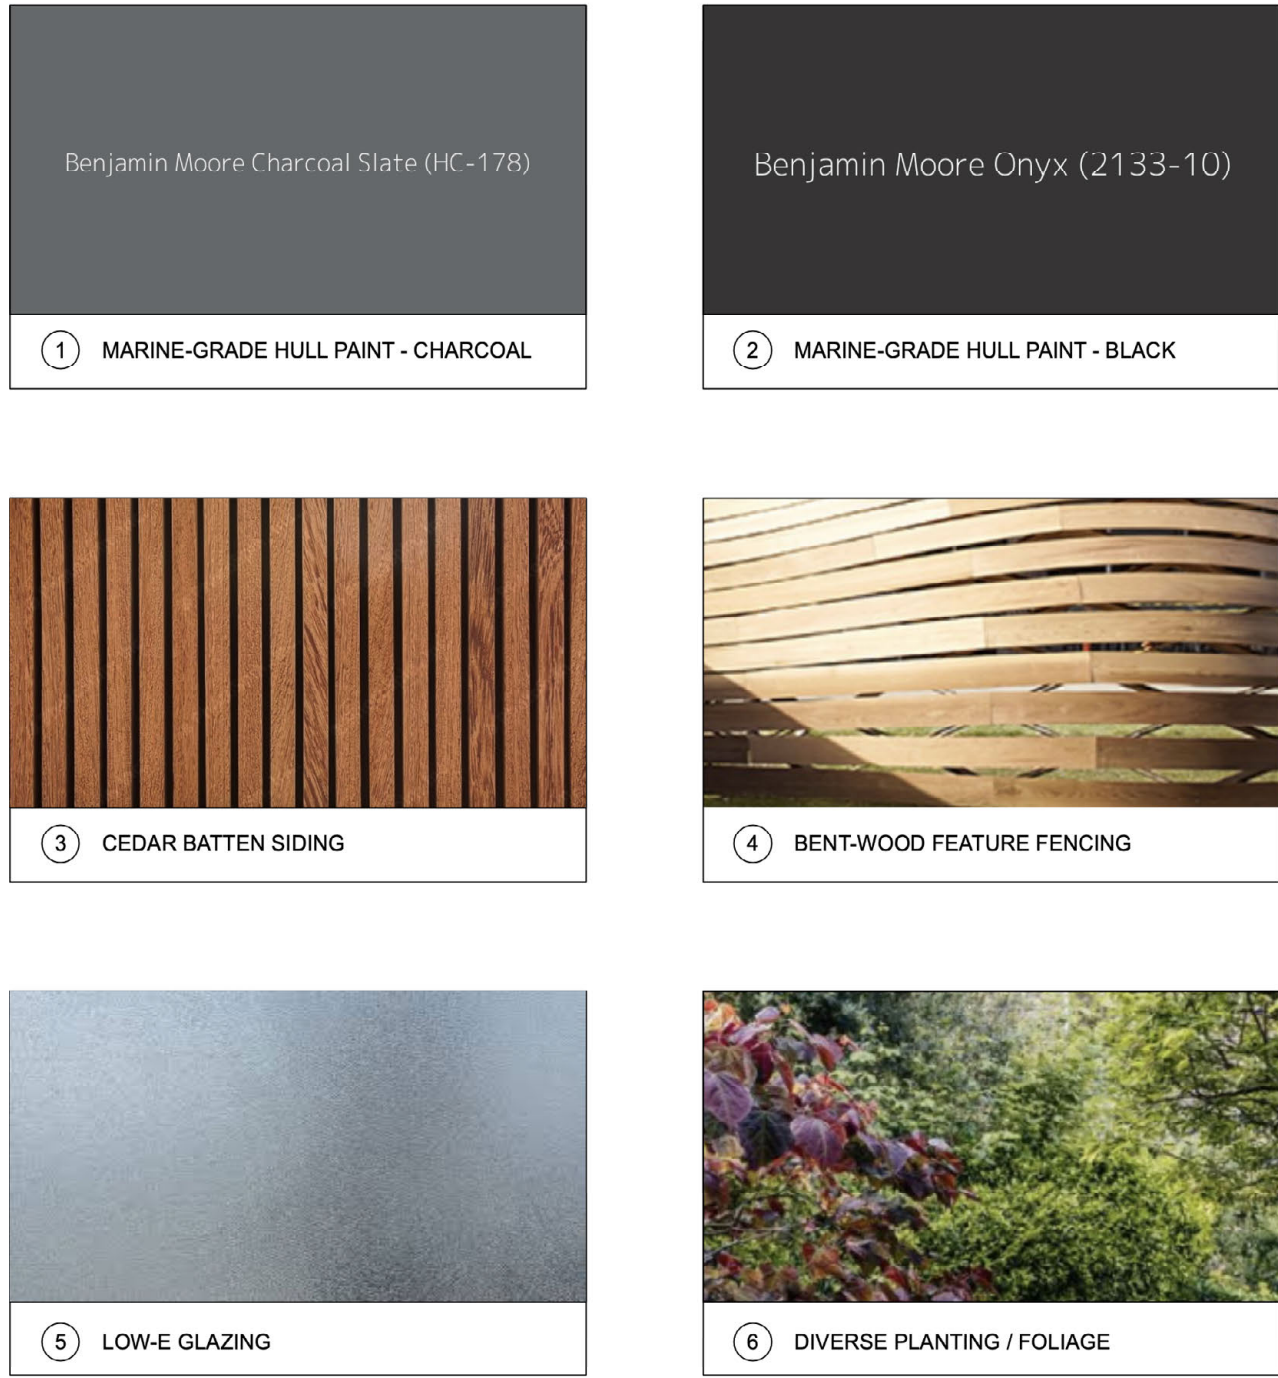 Benjamin Moore Charcoal Slate (HC-178)
1 MARINE-GRADE HULL PAINT - CHARCOAL
Benjamin Moore Onyx (2133-10)
2 MARINE-GRADE HULL PAINT - BLACK
3 CEDAR BATTEN SIDING
4 BENT-WOOD FEATURE FENCING
5 LOW-E GLAZING
6 DIVERSE PLANTING / FOLIAGE